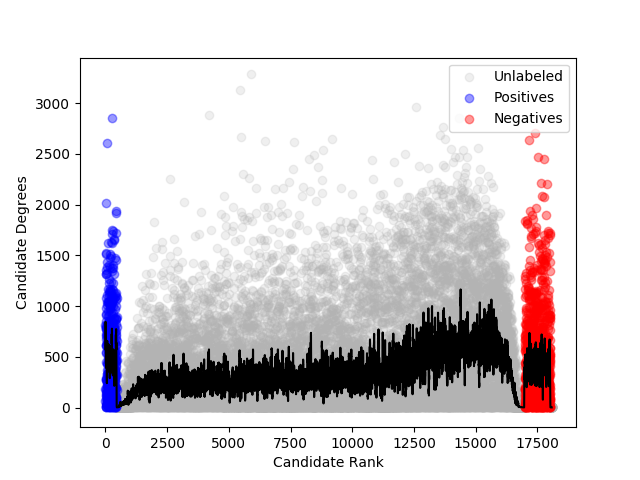 Unlabeled
Positives
Negatives
3000
2500
2000
1500
1000
500
0
Candidate Degrees
0 2500 5000 7500 10000 12500 15000 17500
Candidate Rank